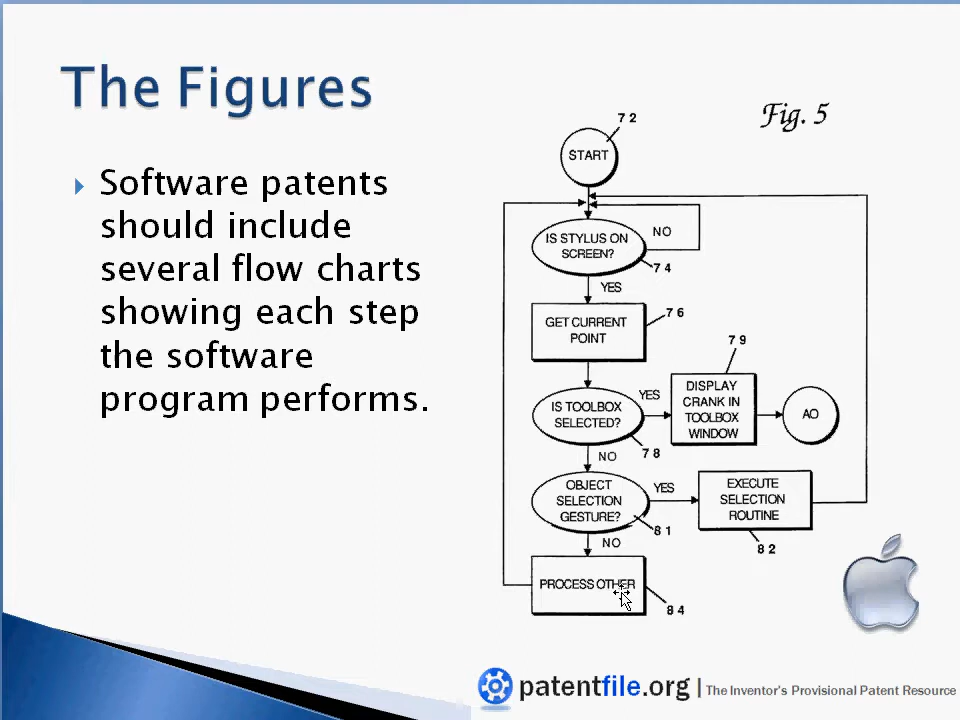 The Figures
Software patents
should include
several flow charts
showing each step
the software
program performs.
Fig. 5
72
START
NO
IS STYLUS ON
SCREEN?
74
YES
GET CURRENT
POINT
76
79
IS TOOLBOX
SELECTED?
YES
78
DISPLAY
CRANK IN
TOOLBOX
WINDOW
AO
NO
OBJECT
SELECTION
GESTURE?
YES
81
EXECUTE
SELECTION
ROUTINE
82
NO
PROCESS OTHER
84
patentfile.org | The Inventor's Provisional Patent Resource